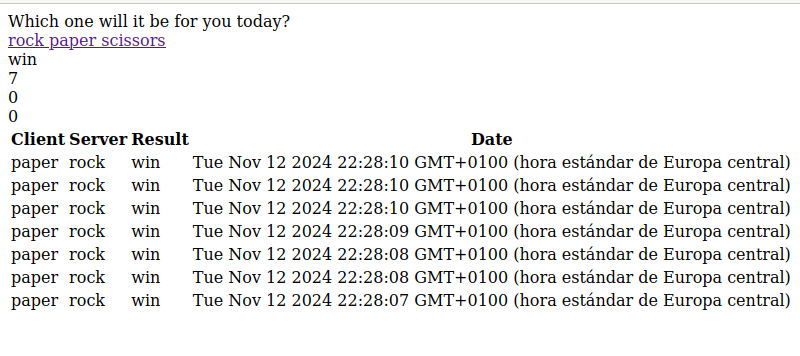 Which one will it be for you today?
rock paper scissors
win
7
0
0
Client Server Result Date
paper rock win Tue Nov 12 2024 22:28:10 GMT+0100 (hora estándar de Europa central)
paper rock win Tue Nov 12 2024 22:28:10 GMT+0100 (hora estándar de Europa central)
paper rock win Tue Nov 12 2024 22:28:10 GMT+0100 (hora estándar de Europa central)
paper rock win Tue Nov 12 2024 22:28:09 GMT+0100 (hora estándar de Europa central)
paper rock win Tue Nov 12 2024 22:28:08 GMT+0100 (hora estándar de Europa central)
paper rock win Tue Nov 12 2024 22:28:08 GMT+0100 (hora estándar de Europa central)
paper rock win Tue Nov 12 2024 22:28:07 GMT+0100 (hora estándar de Europa central)